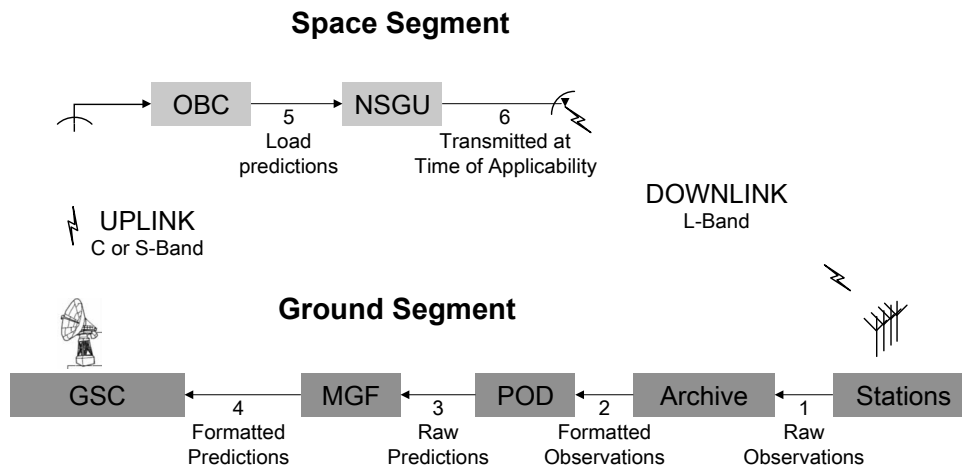 Space Segment
OBC
NSGU
5
Load
predictions
6
Transmitted at
Time of Applicability
UPLINK
C or S-Band
DOWNLINK
L-Band
Ground Segment
GSC
MGF
POD
Archive
Stations
4
Formatted
Predictions
3
Raw
Predictions
2
Formatted
Observations
1
Raw
Observations